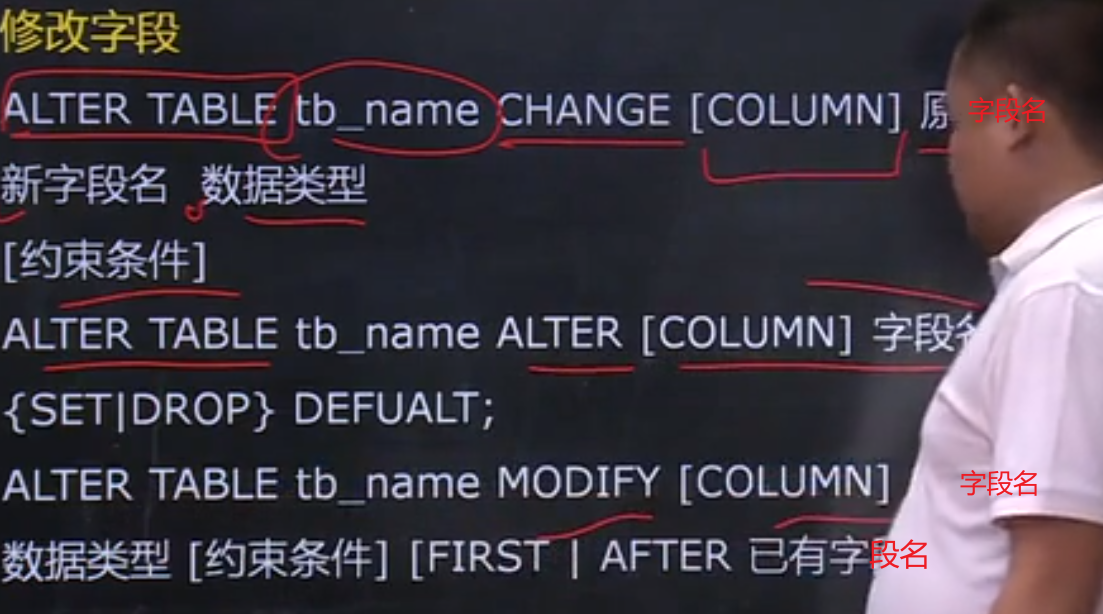 修改字段
ALTER TABLE tb_name CHANGE [COLUMN] 原 字段名
新字段名 数据类型
[约束条件]
ALTER TABLE tb_name ALTER [COLUMN] 字段名
{SET|DROP} DEFUALT;
ALTER TABLE tb_name MODIFY [COLUMN] 字段名
数据类型 [约束条件] [FIRST | AFTER 已有字段名